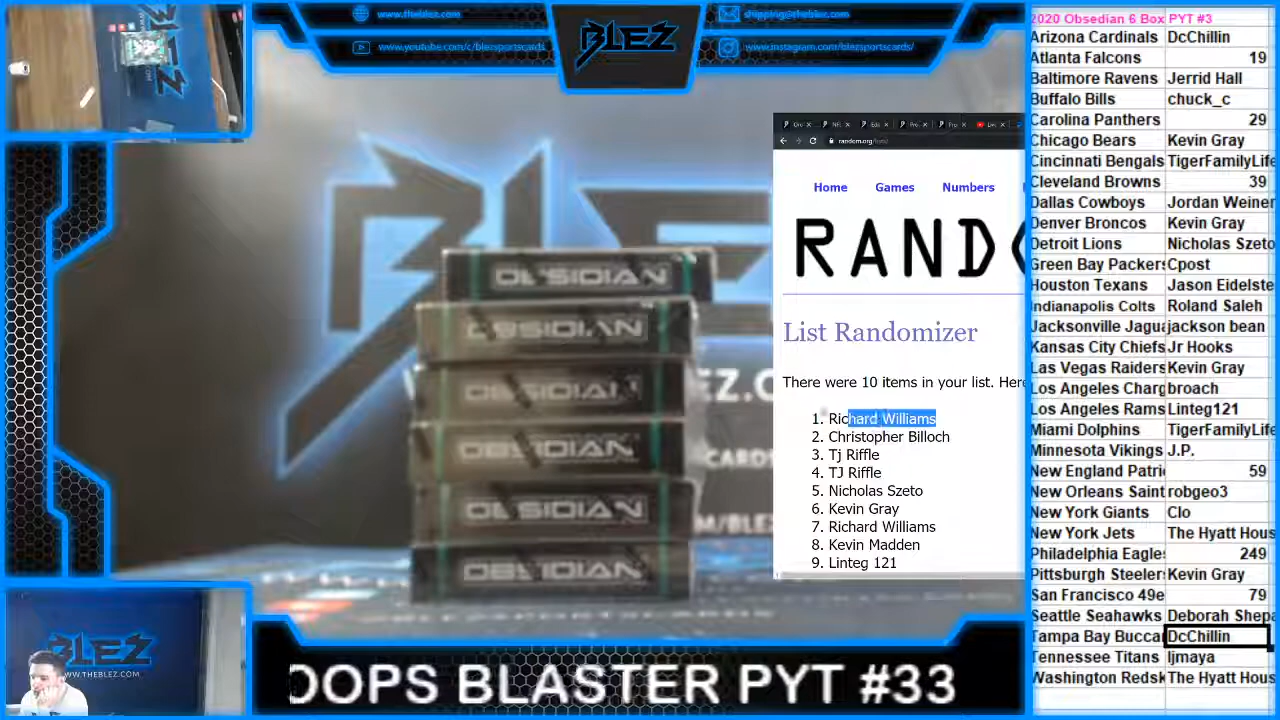 www.theblez.com
shipping@theblez.com
www.youtube.com/c/blezsportscards
www.instagram.com/blezsportscards/
BLEZ
random.org
Home Games Numbers
RANDO
List Randomizer
There were 10 items in your list. Here
1. Richard Williams
2. Christopher Billoch
3. Tj Riffle
4. TJ Riffle
5. Nicholas Szeto
6. Kevin Gray
7. Richard Williams
8. Kevin Madden
9. Linteg 121
OBSIDIAN
OBSIDIAN
OBSIDIAN
OBSIDIAN
OBSIDIAN
OBSIDIAN
BLEZ
WWW.THEBLEZ.COM
OOPS BLASTER PYT #33
2020 Obsedian 6 Box PYT #3
Arizona Cardinals DcChillin
Atlanta Falcons 19
Baltimore Ravens Jerrid Hall
Buffalo Bills chuck_c
Carolina Panthers 29
Chicago Bears Kevin Gray
Cincinnati Bengals TigerFamilyLife
Cleveland Browns 39
Dallas Cowboys Jordan Weiner
Denver Broncos Kevin Gray
Detroit Lions Nicholas Szeto
Green Bay Packers Cpost
Houston Texans Jason Eidelste
Indianapolis Colts Roland Saleh
Jacksonville Jagua jackson bean
Kansas City Chiefs Jr Hooks
Las Vegas Raiders Kevin Gray
Los Angeles Charg broach
Los Angeles Rams Linteg121
Miami Dolphins TigerFamilyLife
Minnesota Vikings J.P.
New England Patri 59
New Orleans Saint robgeo3
New York Giants Clo
New York Jets The Hyatt Hous
Philadelphia Eagle 249
Pittsburgh Steelers Kevin Gray
San Francisco 49e 79
Seattle Seahawks Deborah Shepa
Tampa Bay Bucca DcChillin
Tennessee Titans ljmaya
Washington Redsk The Hyatt Hous